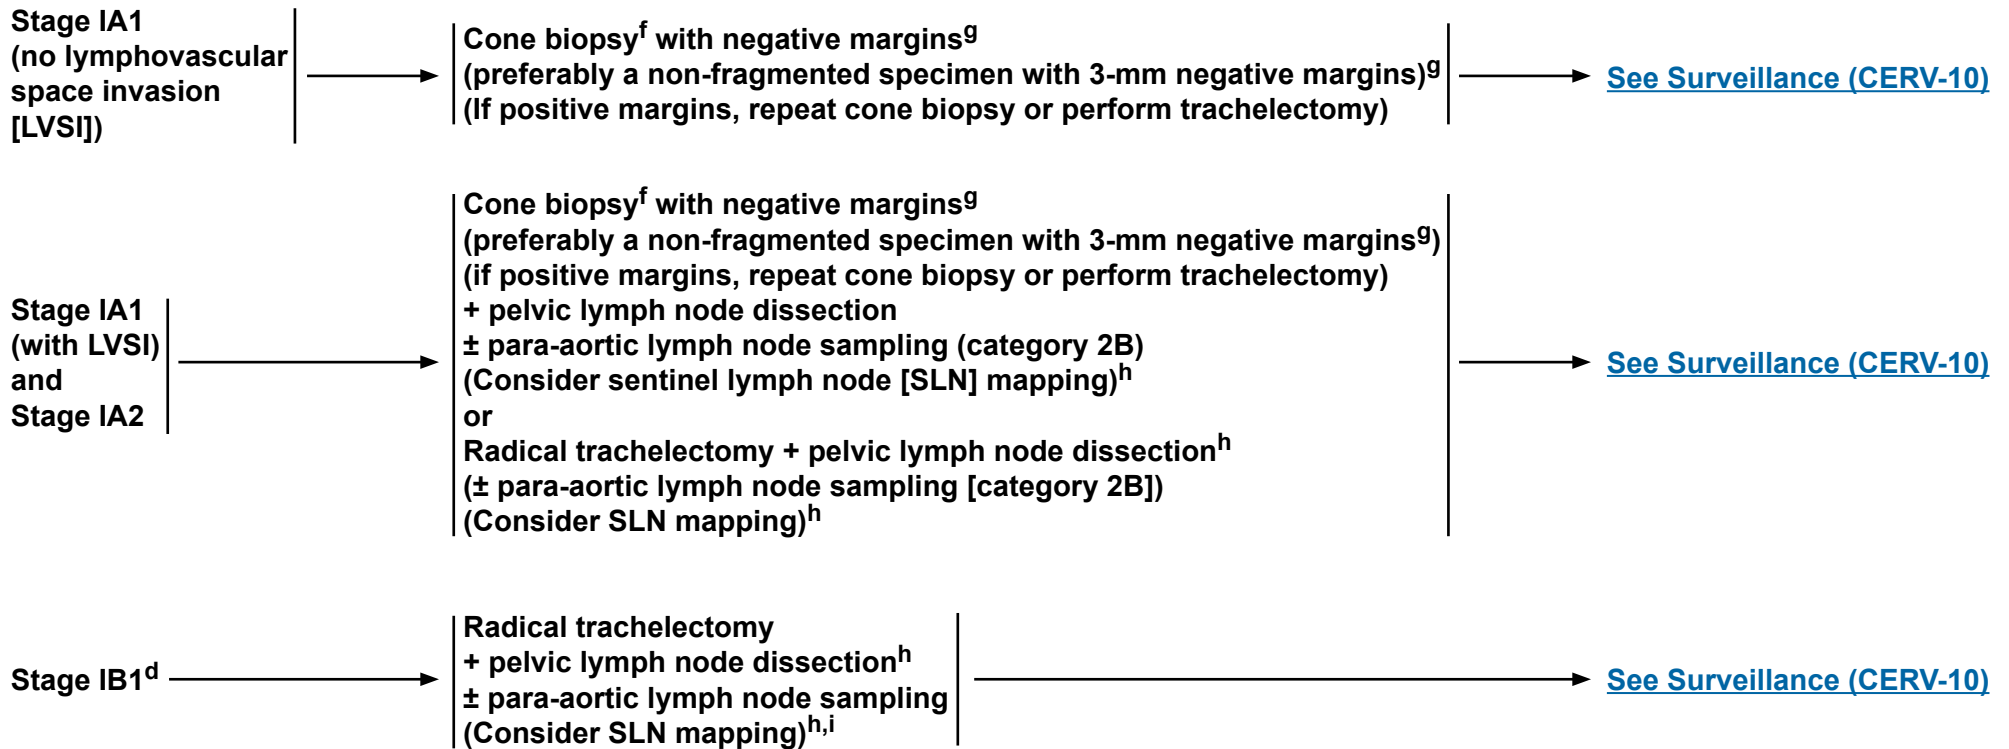 Stage IA1
(no lymphovascular
space invasion
[LVSI])
Cone biopsyf with negative marginsg
(preferably a non-fragmented specimen with 3-mm negative margins)g
(If positive margins, repeat cone biopsy or perform trachelectomy)
See Surveillance (CERV-10)
Stage IA1
(with LVSI)
and
Stage IA2
Cone biopsyf with negative marginsg
(preferably a non-fragmented specimen with 3-mm negative marginsg)
(if positive margins, repeat cone biopsy or perform trachelectomy)
+ pelvic lymph node dissection
± para-aortic lymph node sampling (category 2B)
(Consider sentinel lymph node [SLN] mapping)h
or
Radical trachelectomy + pelvic lymph node dissectionh
(± para-aortic lymph node sampling [category 2B])
(Consider SLN mapping)h
See Surveillance (CERV-10)
Stage IB1d
Radical trachelectomy
+ pelvic lymph node dissectionh
± para-aortic lymph node sampling
(Consider SLN mapping)h,i
See Surveillance (CERV-10)